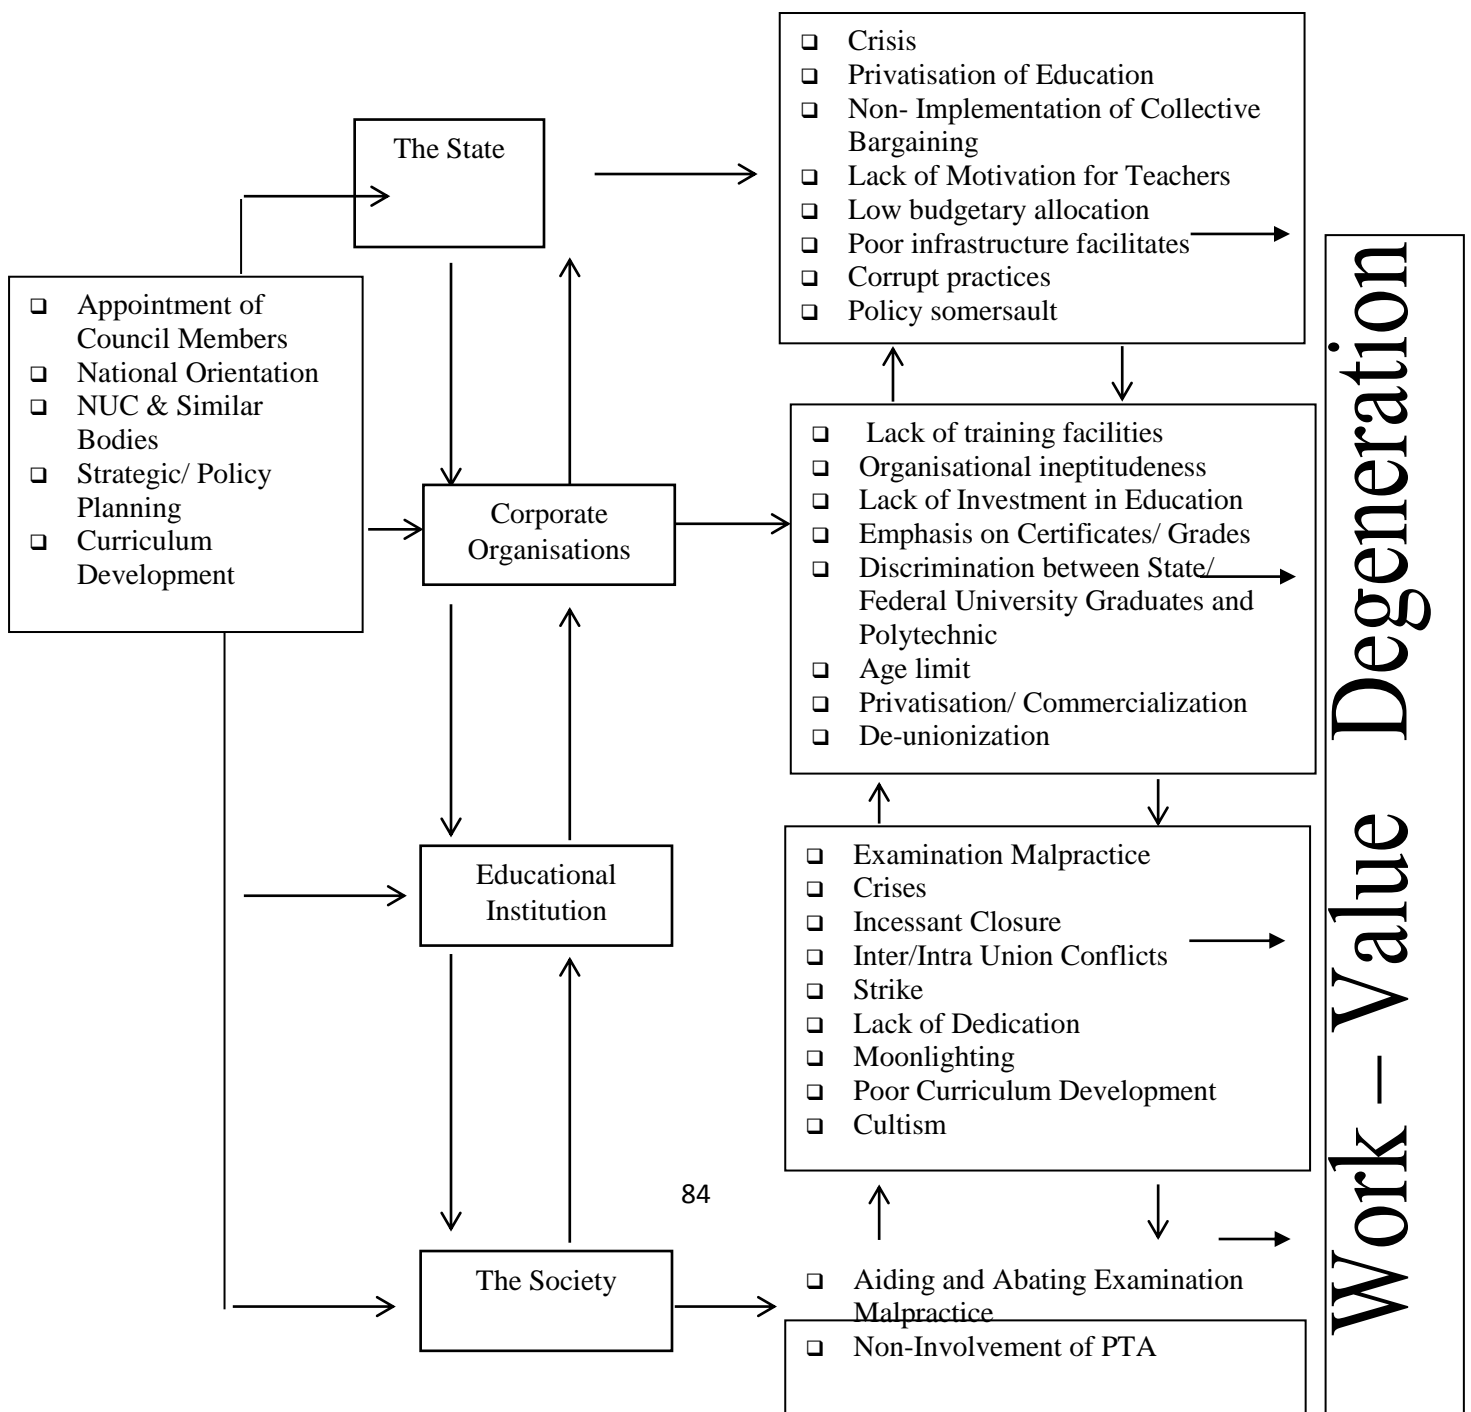 ❑ Crisis
❑ Privatisation of Education
❑ Non- Implementation of Collective
Bargaining
❑ Lack of Motivation for Teachers
❑ Low budgetary allocation
❑ Poor infrastructure facilitates
❑ Corrupt practices
❑ Policy somersault
The State
❑ Appointment of
Council Members
❑ National Orientation
❑ NUC & Similar
Bodies
❑ Strategic/ Policy
Planning
❑ Curriculum
Development
Corporate
Organisations
❑ Lack of training facilities
❑ Organisational ineptitudeness
❑ Lack of Investment in Education
❑ Emphasis on Certificates/ Grades
❑ Discrimination between State/
Federal University Graduates and
Polytechnic
❑ Age limit
❑ Privatisation/ Commercialization
❑ De-unionization
Educational
Institution
❑ Examination Malpractice
❑ Crises
❑ Incessant Closure
❑ Inter/Intra Union Conflicts
❑ Strike
❑ Lack of Dedication
❑ Moonlighting
❑ Poor Curriculum Development
❑ Cultism
84
The Society
❑ Aiding and Abating Examination
Malpractice
❑ Non-Involvement of PTA
Work – Value Degeneration